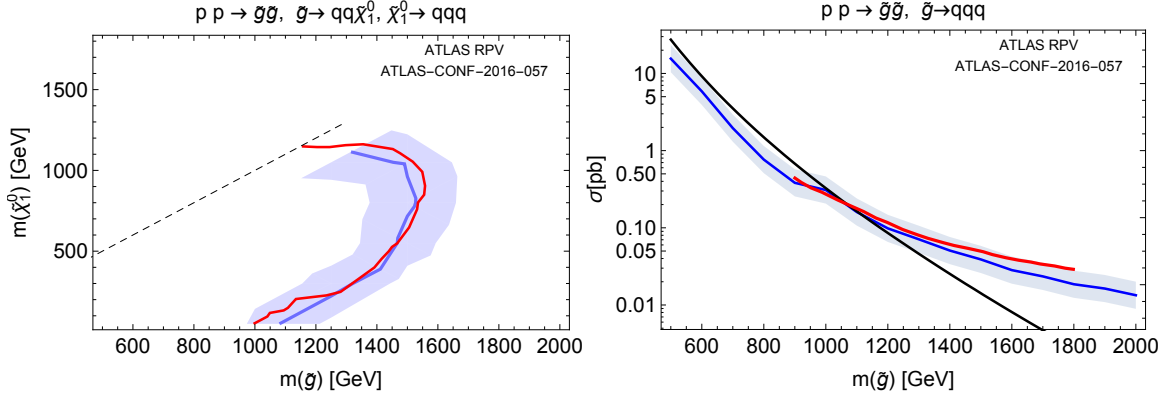 p p → g̃g̃, g̃ → qqχ̃₁⁰, χ̃₁⁰ → qqq
ATLAS RPV
ATLAS-CONF-2016-057
m(χ̃₁⁰) [GeV]
1500
1000
500
600 800 1000 1200 1400 1600 1800 2000
m(g̃) [GeV]
p p → g̃g̃, g̃→qqq
ATLAS RPV
ATLAS-CONF-2016-057
σ[pb]
10
5
1
0.50
0.10
0.05
0.01
600 800 1000 1200 1400 1600 1800 2000
m(g̃) [GeV]